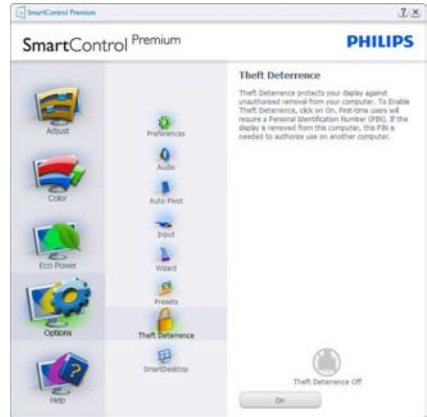 SmartControl Premium
? x
SmartControl Premium
PHILIPS
Adjust
Color
Eco Power
Options
Help
Preferences
Audio
Auto Pivot
Input
Wizard
Presets
Theft Deterrence
SmartDesktop
Theft Deterrence
Theft Deterrence protects your display against
unauthorised removal from your computer. To Enable
Theft Deterrence, click on On. First-time users will
require a Personal Identification Number (PIN). If the
display is removed from this computer, this PIN is
needed to authorise use on another computer.
Theft Deterrence Off
On